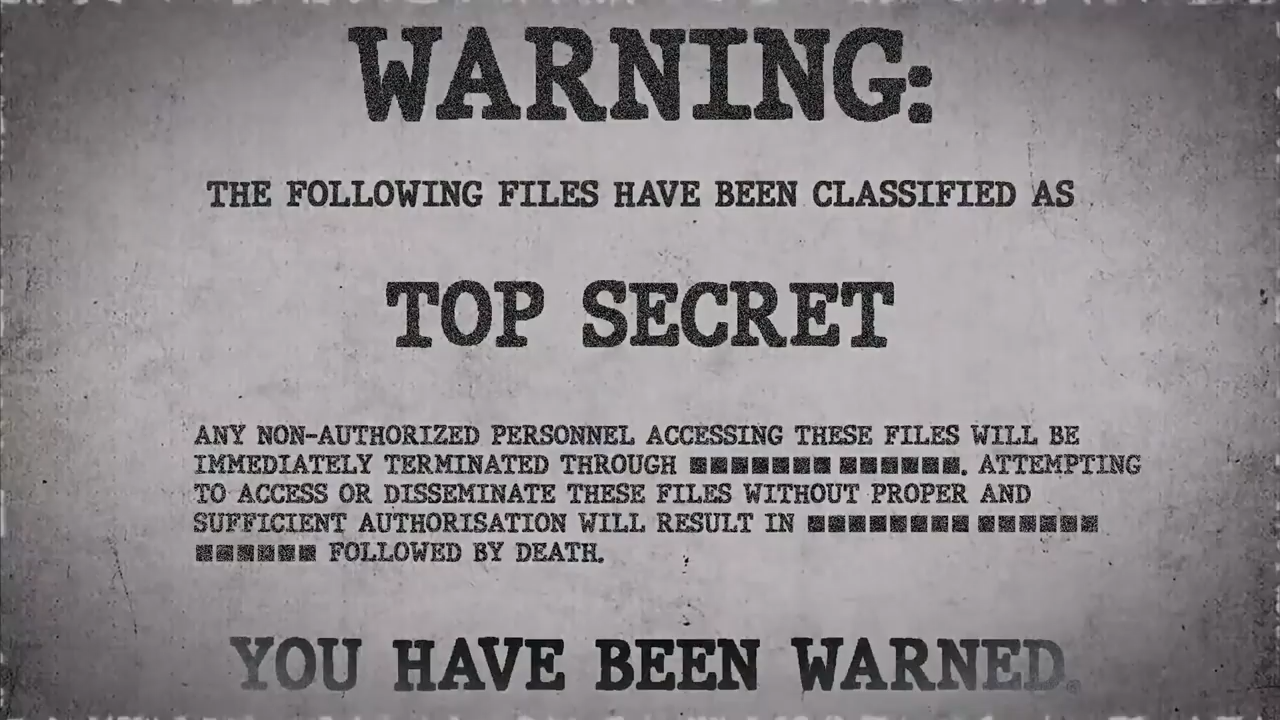 WARNING:
THE FOLLOWING FILES HAVE BEEN CLASSIFIED AS
TOP SECRET
ANY NON-AUTHORIZED PERSONNEL ACCESSING THESE FILES WILL BE
IMMEDIATELY TERMINATED THROUGH ■■■■■■■ ■■■■■■. ATTEMPTING
TO ACCESS OR DISSEMINATE THESE FILES WITHOUT PROPER AND
SUFFICIENT AUTHORISATION WILL RESULT IN ■■■■■■■■ ■■■■■■
■■■■■■ FOLLOWED BY DEATH.
YOU HAVE BEEN WARNED.